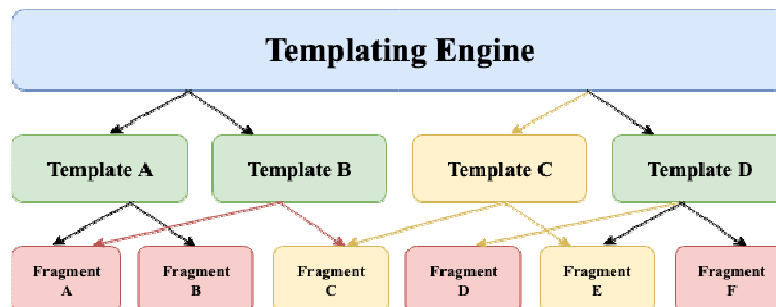 Templating Engine
Template A
Template B
Template C
Template D
Fragment
A
Fragment
B
Fragment
C
Fragment
D
Fragment
E
Fragment
F